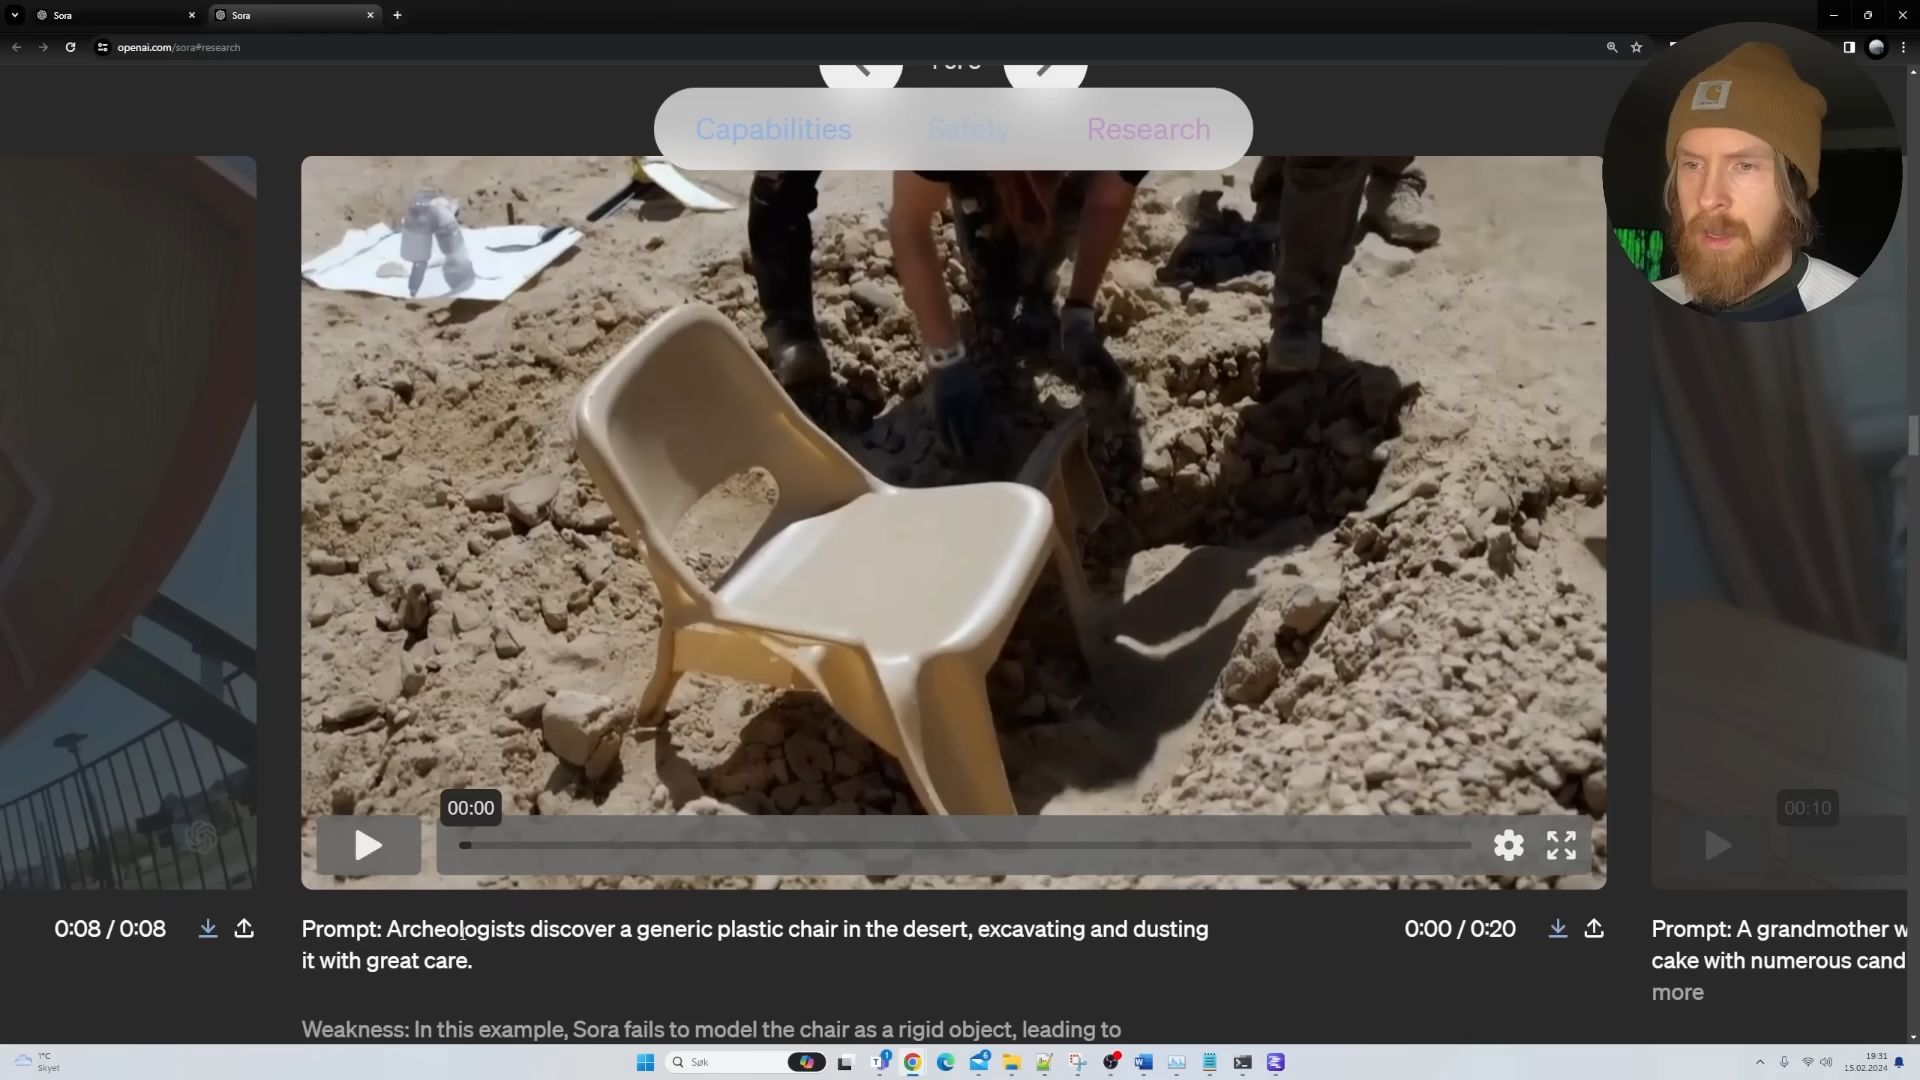 Sora
Sora
openai.com/sora#research
Capabilities Safety Research
00:00
00:10
0:08 / 0:08
Prompt: Archeologists discover a generic plastic chair in the desert, excavating and dusting
it with great care.
0:00 / 0:20
Prompt: A grandmother w
cake with numerous cand
more
Weakness: In this example, Sora fails to model the chair as a rigid object, leading to
1°C
Skyet
Søk
1
6
19:31
15.02.2024